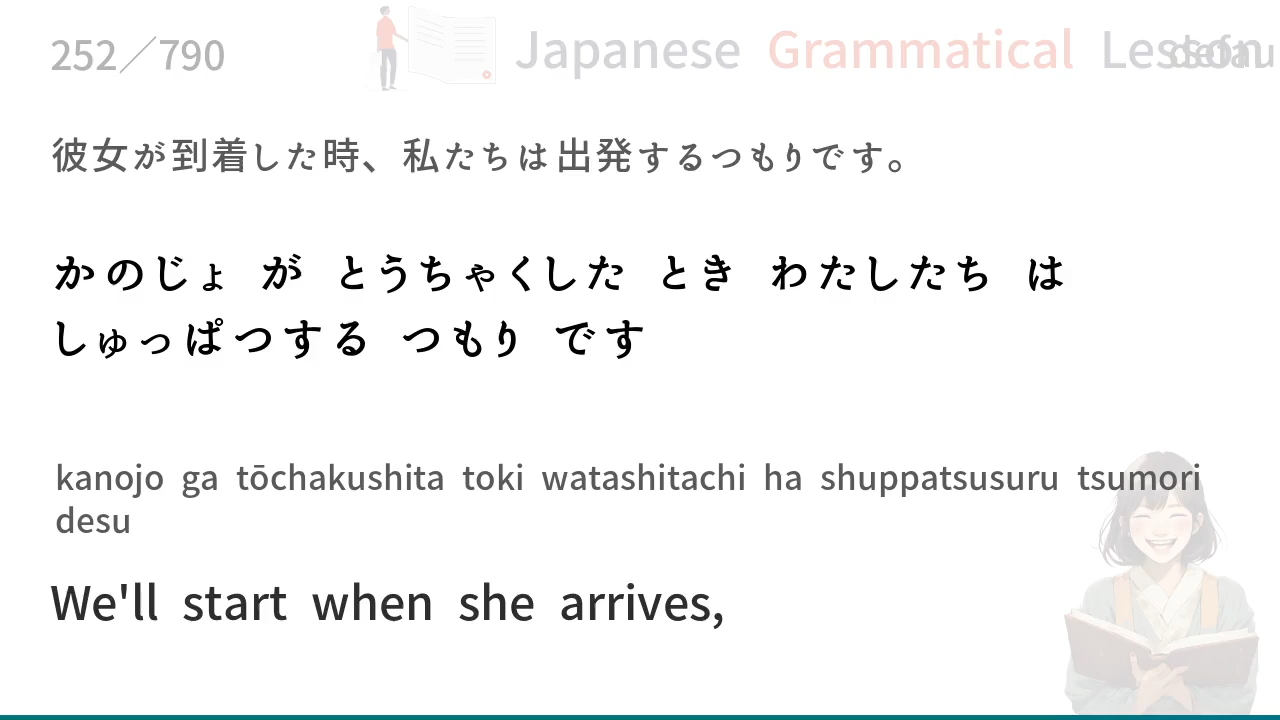 252／790
Japanese Grammatical Lesson
彼女が到着した時、私たちは出発するつもりです。
かのじょ が とうちゃくした とき わたしたち は
しゅっぱつする つもり です
kanojo ga tōchakushita toki watashitachi ha shuppatsusuru tsumori
desu
We'll start when she arrives,